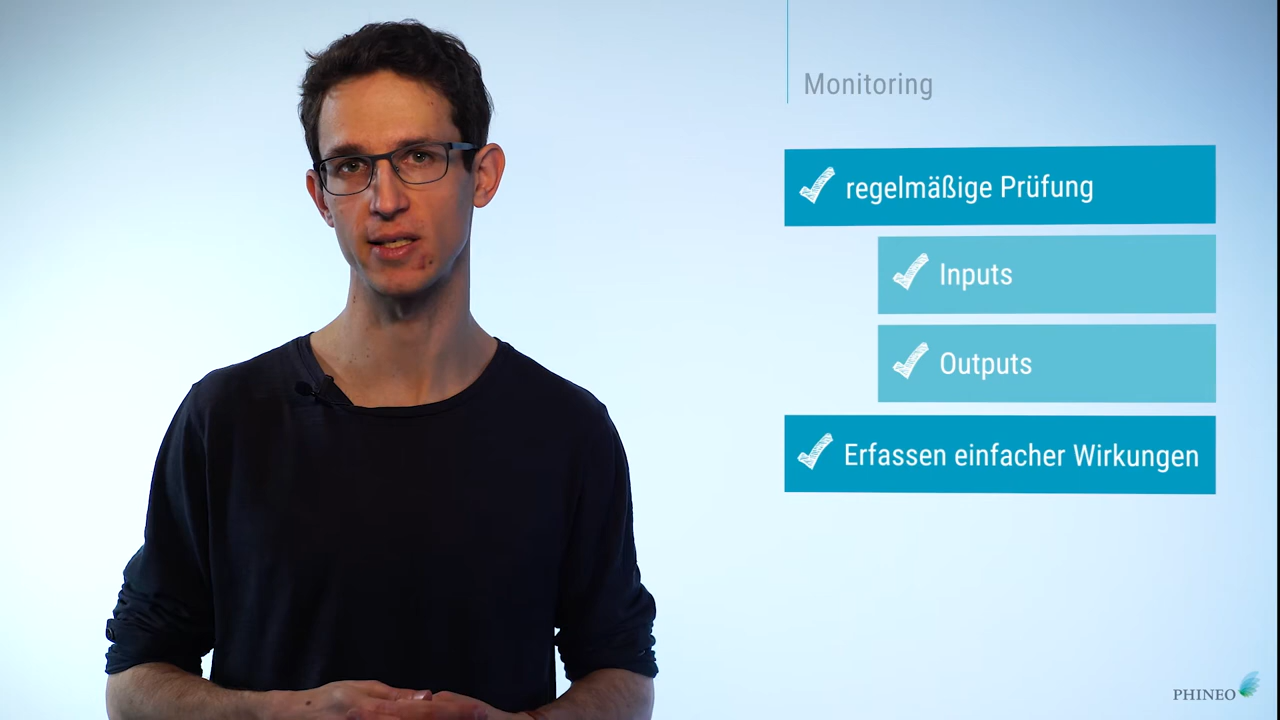 Monitoring
regelmäßige Prüfung
Inputs
Outputs
Erfassen einfacher Wirkungen
PHINEO